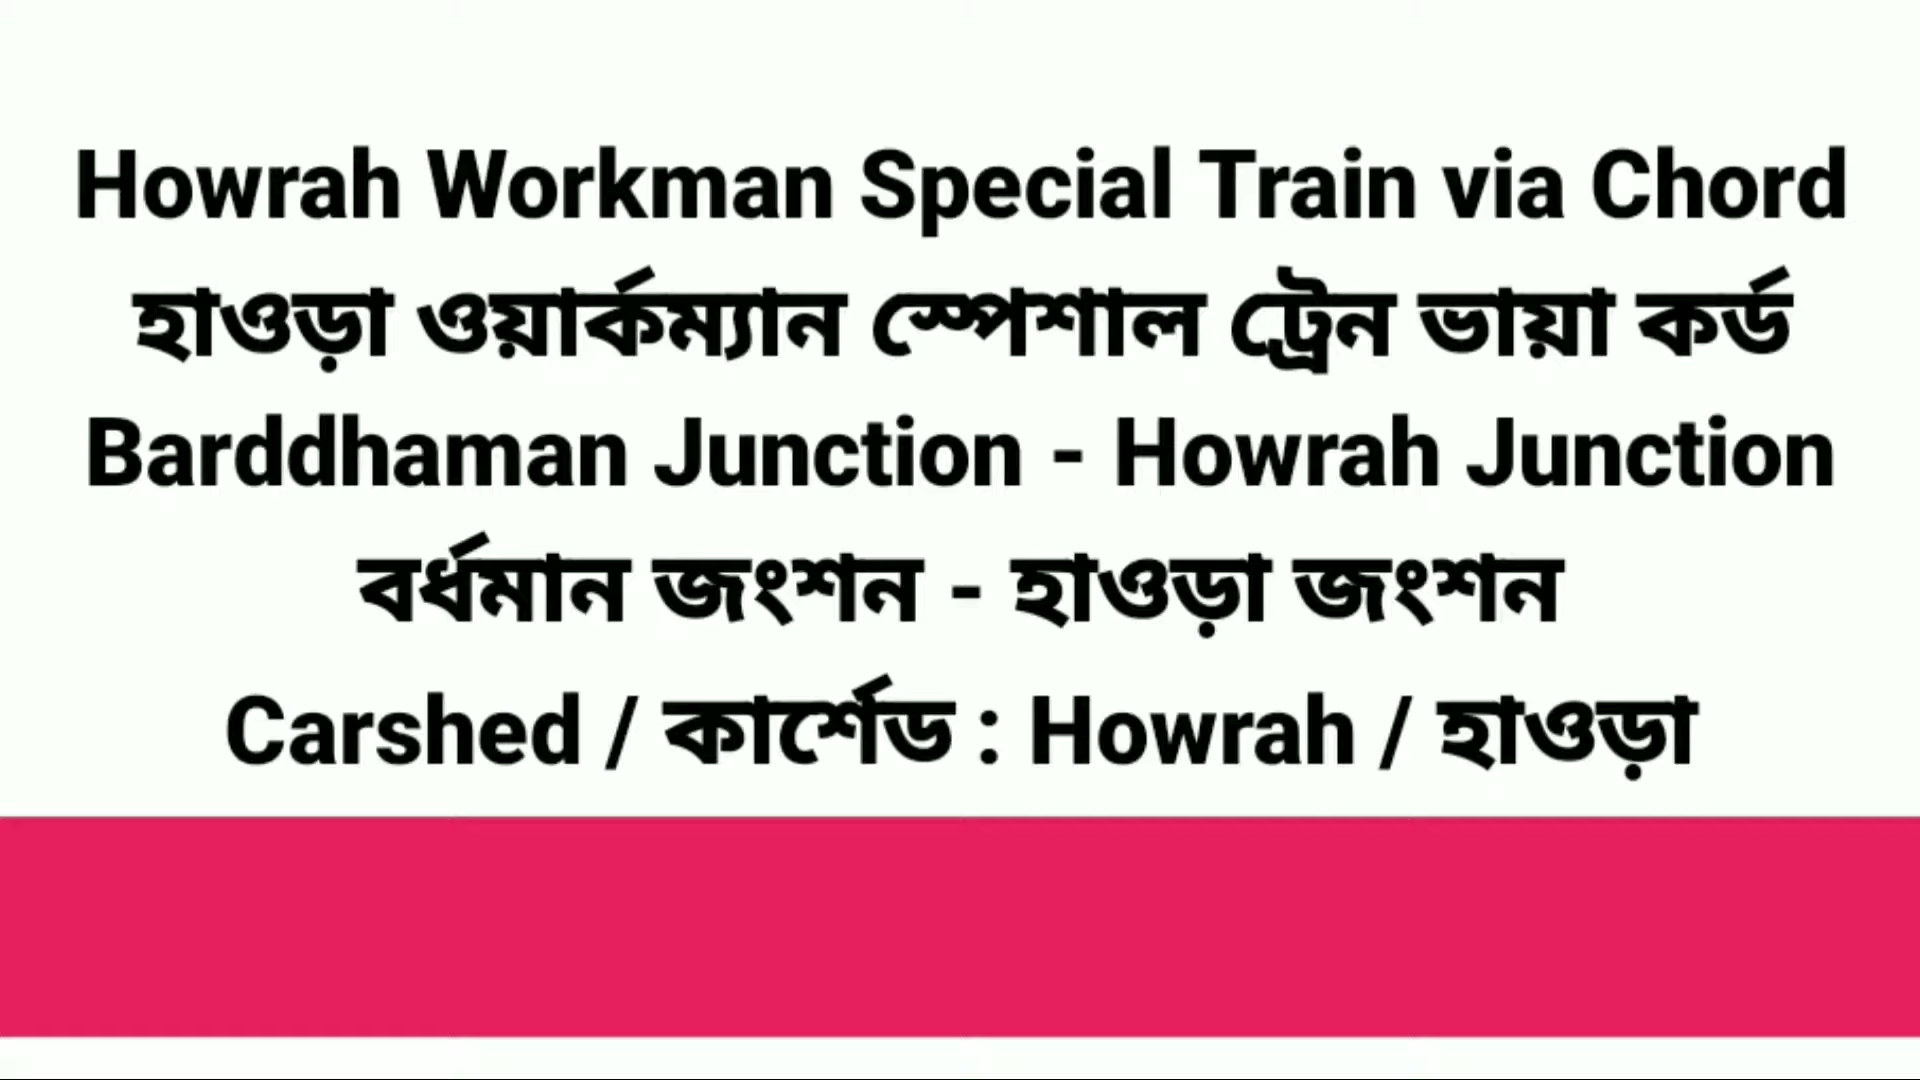 Howrah Workman Special Train via Chord
হাওড়া ওয়ার্কম্যান স্পেশাল ট্রেন ভায়া কর্ড
Barddhaman Junction - Howrah Junction
বর্ধমান জংশন - হাওড়া জংশন
Carshed / কার্শেড : Howrah / হাওড়া